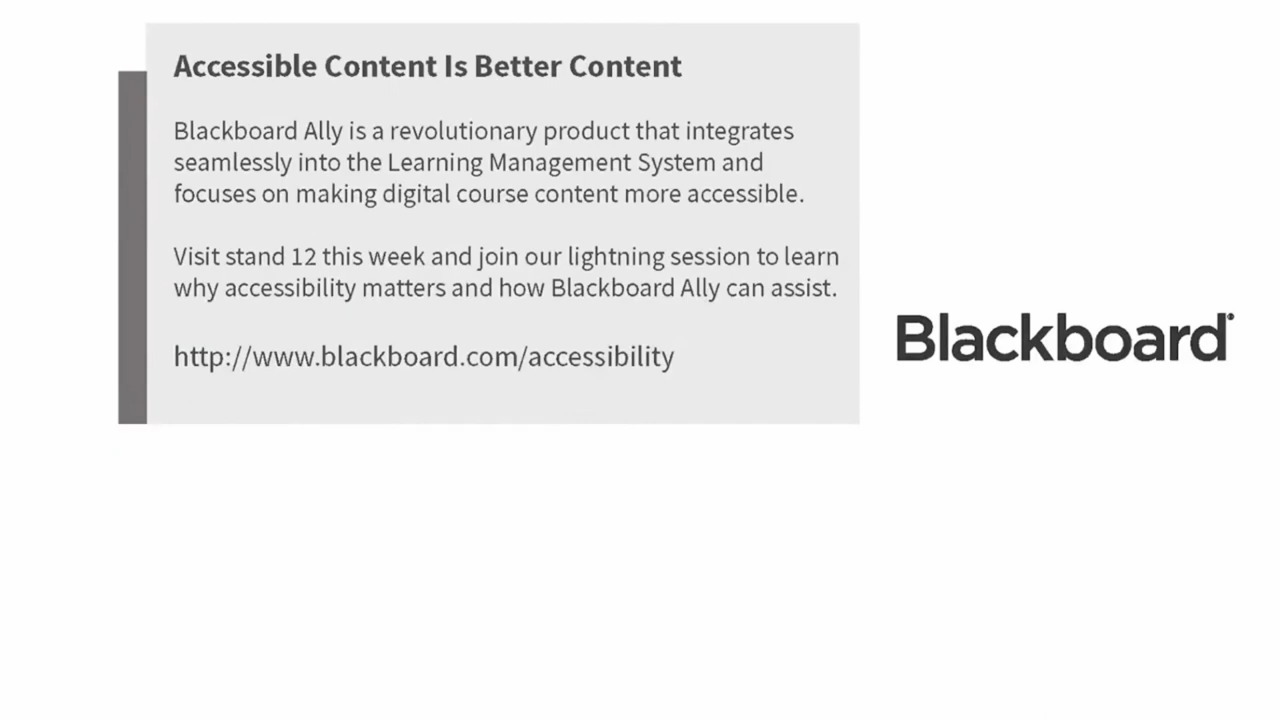 Accessible Content Is Better Content
Blackboard Ally is a revolutionary product that integrates
seamlessly into the Learning Management System and
focuses on making digital course content more accessible.
Visit stand 12 this week and join our lightning session to learn
why accessibility matters and how Blackboard Ally can assist.
http://www.blackboard.com/accessibility
Blackboard